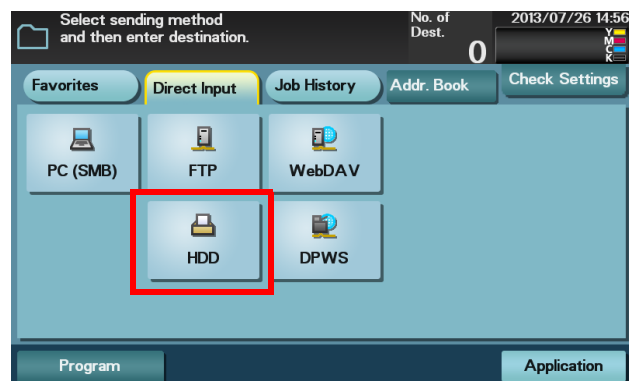 Select sending method
and then enter destination.
No. of
Dest.
0
2013/07/26 14:56
Y
M
C
K
Favorites
Direct Input
Job History
Addr. Book
Check Settings
PC (SMB)
FTP
WebDAV
HDD
DPWS
Program
Application